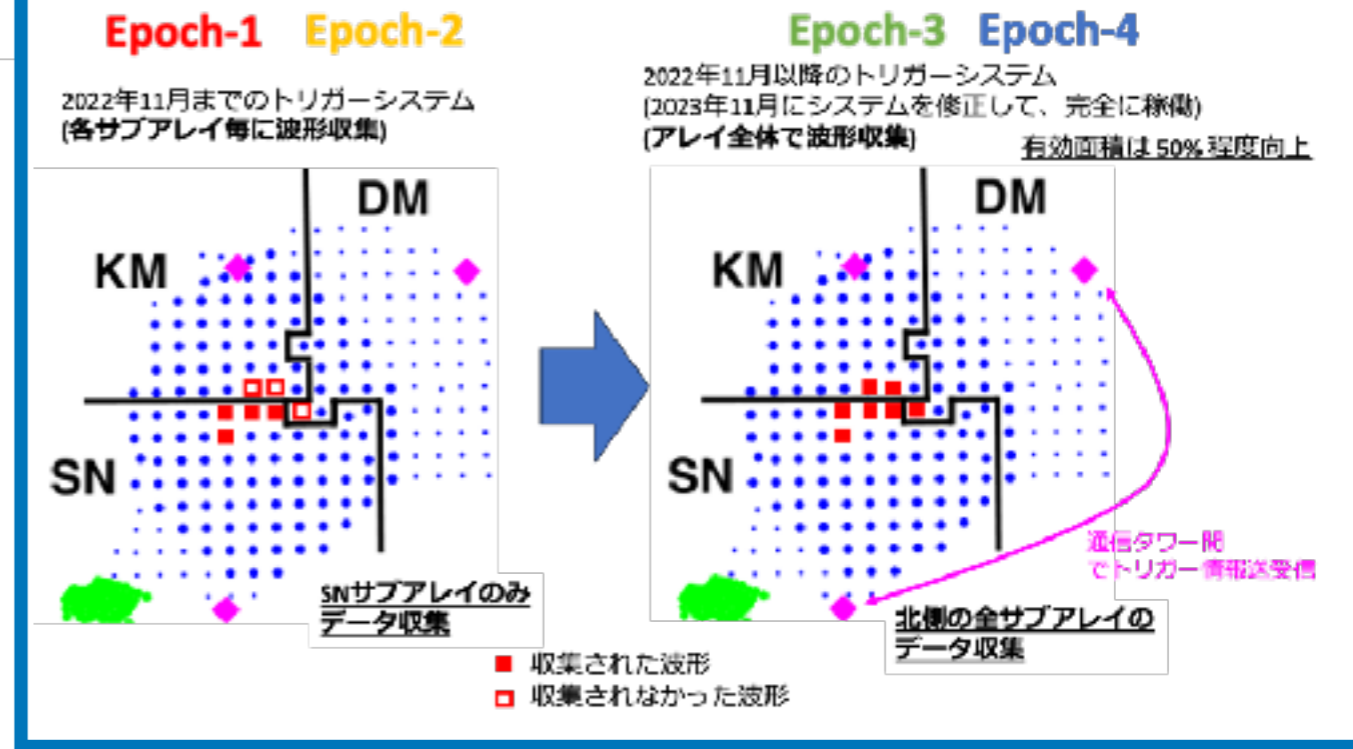 Epoch-1 Epoch-2
2022年11月までのトリガーシステム
(各サブアレイ毎に波形収集)
DM
KM
SN
SNサブアレイのみ
データ収集
Epoch-3 Epoch-4
2022年11月以降のトリガーシステム
(2023年11月にシステムを修正して、完全に稼働)
(アレイ全体で波形収集)
有効面積は50%程度向上
DM
KM
SN
通信タワー間
でトリガー情報送受信
北側の全サブアレイの
データ収集
収集された波形
収集されなかった波形